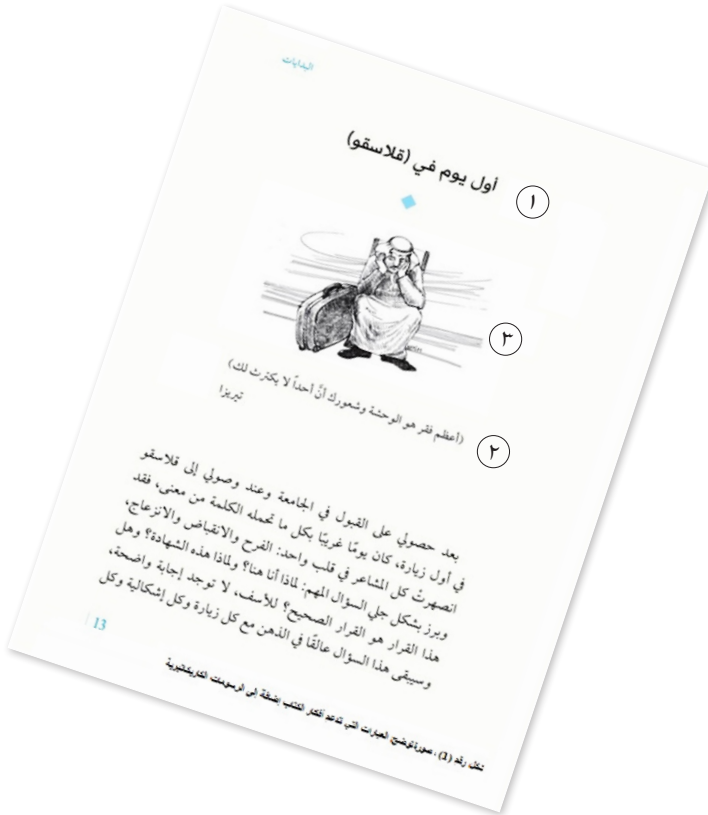 البدايات
أول يوم في (قلاسقو)
١
٣
(أعظم فقر هو الوحشة وشعورك أنَّ أحداً لا يكترث لك)
تيريزا
٢
بعد حصولي على القبول في الجامعة وعند وصولي إلى قلاسقو
في أول زيارة، كان يومًا غريبًا بكل ما تحمله الكلمة من معنى، فقد
انصهرتْ كل المشاعر في قلب واحد: الفرح والانقباض والانزعاج،
وبرز بشكل جلي السؤال المهم: لماذا أنا هنا؟ ولماذا هذه الشهادة؟ وهل
هذا القرار هو القرار الصحيح؟ للأسف، لا توجد إجابة واضحة،
وسيبقى هذا السؤال عالقًا في الذهن مع كل زيارة وكل إشكالية وكل
13
شكل رقم (1)، صورة توضح العبارات التي تدعم أفكار الكتاب إضافة إلى الرسومات الكاريكتيرية